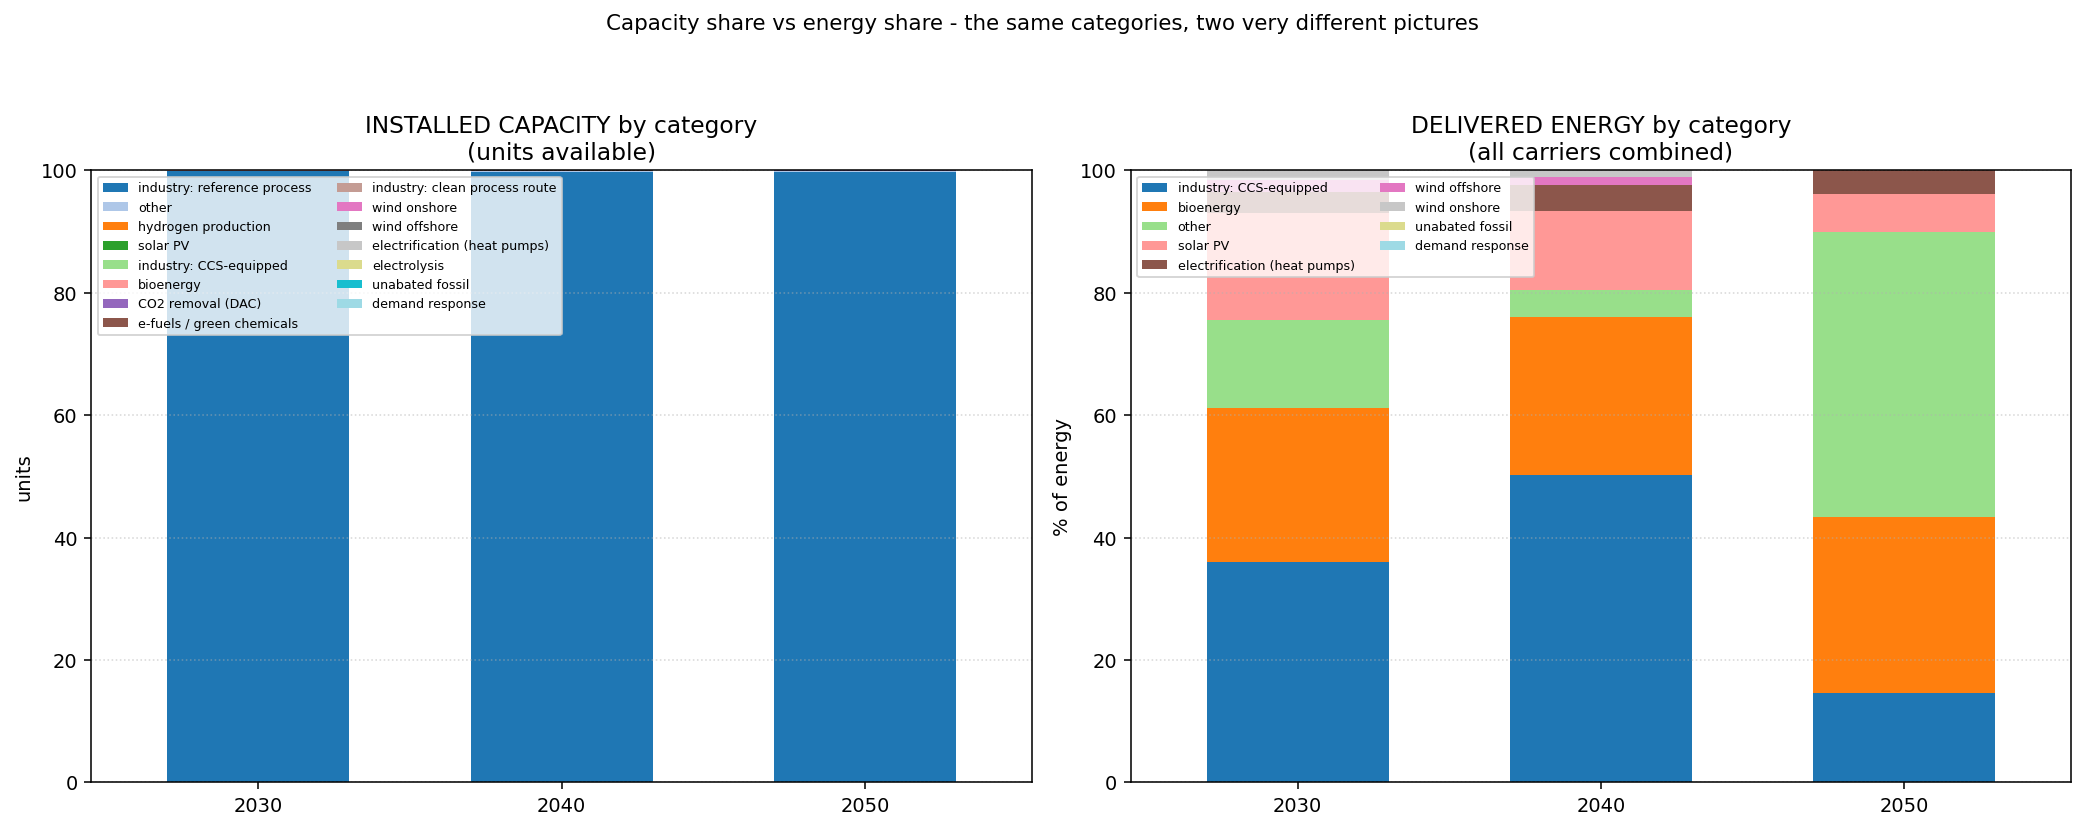 Capacity share vs energy share - the same categories, two very different pictures
INSTALLED CAPACITY by category
(units available)
units
100
80
60
40
20
0
2030
2040
2050
industry: reference process
other
hydrogen production
solar PV
industry: CCS-equipped
bioenergy
CO2 removal (DAC)
e-fuels / green chemicals
industry: clean process route
wind onshore
wind offshore
electrification (heat pumps)
electrolysis
unabated fossil
demand response
DELIVERED ENERGY by category
(all carriers combined)
% of energy
100
80
60
40
20
0
2030
2040
2050
industry: CCS-equipped
bioenergy
other
solar PV
electrification (heat pumps)
wind offshore
wind onshore
unabated fossil
demand response